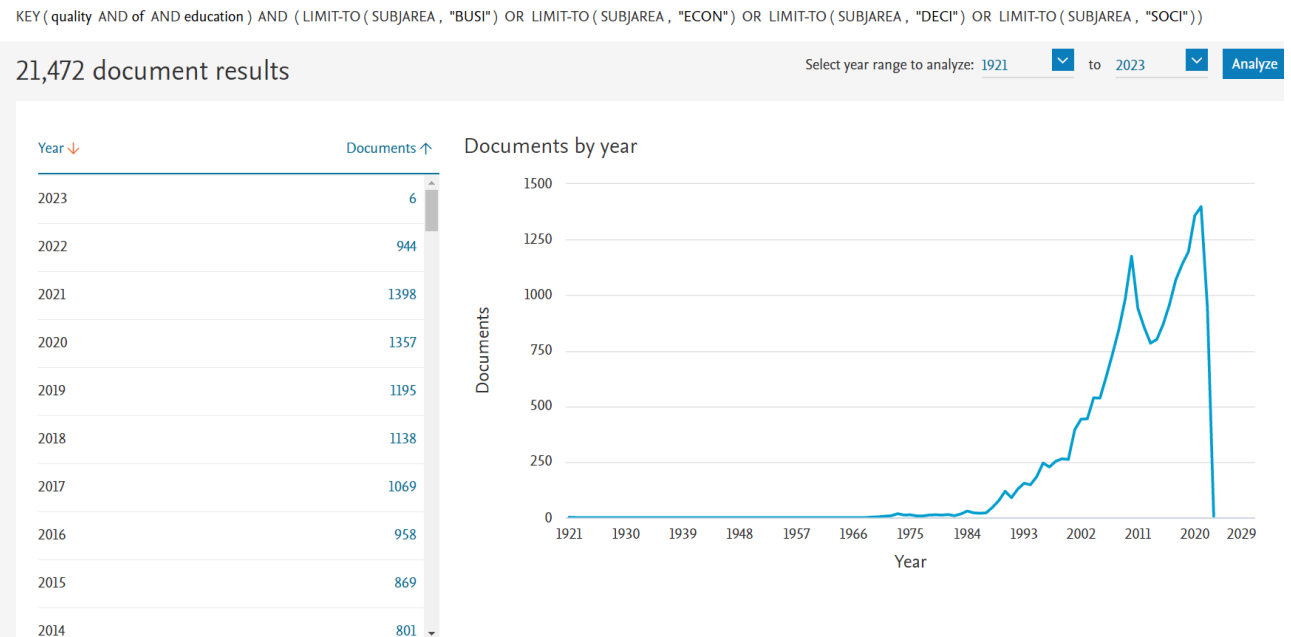 KEY ( quality AND of AND education ) AND ( LIMIT-TO ( SUBJAREA , "BUSI") OR LIMIT-TO ( SUBJAREA , "ECON") OR LIMIT-TO ( SUBJAREA , "DECI") OR LIMIT-TO ( SUBJAREA , "SOCI" ) )
21,472 document results
Select year range to analyze: 1921 to 2023 Analyze
Year ↓ Documents ↑
2023 6
2022 944
2021 1398
2020 1357
2019 1195
2018 1138
2017 1069
2016 958
2015 869
2014 801
Documents by year
1500
1250
1000
750
500
250
0
Documents
1921 1930 1939 1948 1957 1966 1975 1984 1993 2002 2011 2020 2029
Year